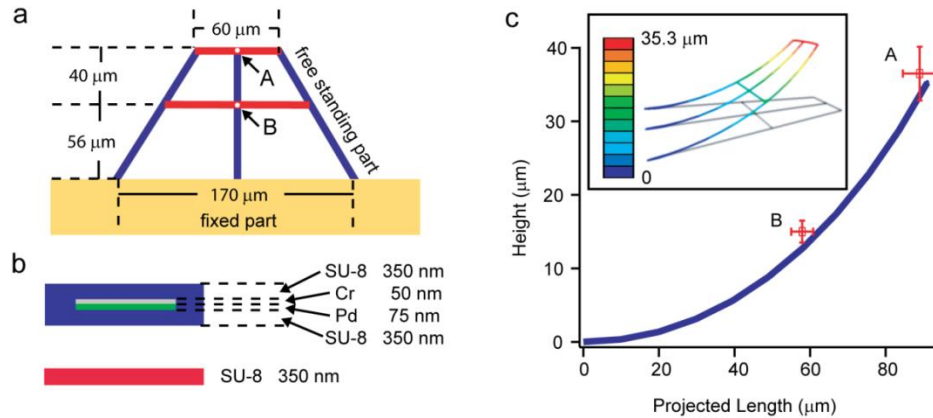 a
60 μm
40 μm
A
B
free standing part
56 μm
170 μm
fixed part
b
SU-8 350 nm
Cr 50 nm
Pd 75 nm
SU-8 350 nm
SU-8 350 nm
c
35.3 μm
0
A
B
Height (μm)
40
30
20
10
0
0 20 40 60 80
Projected Length (μm)